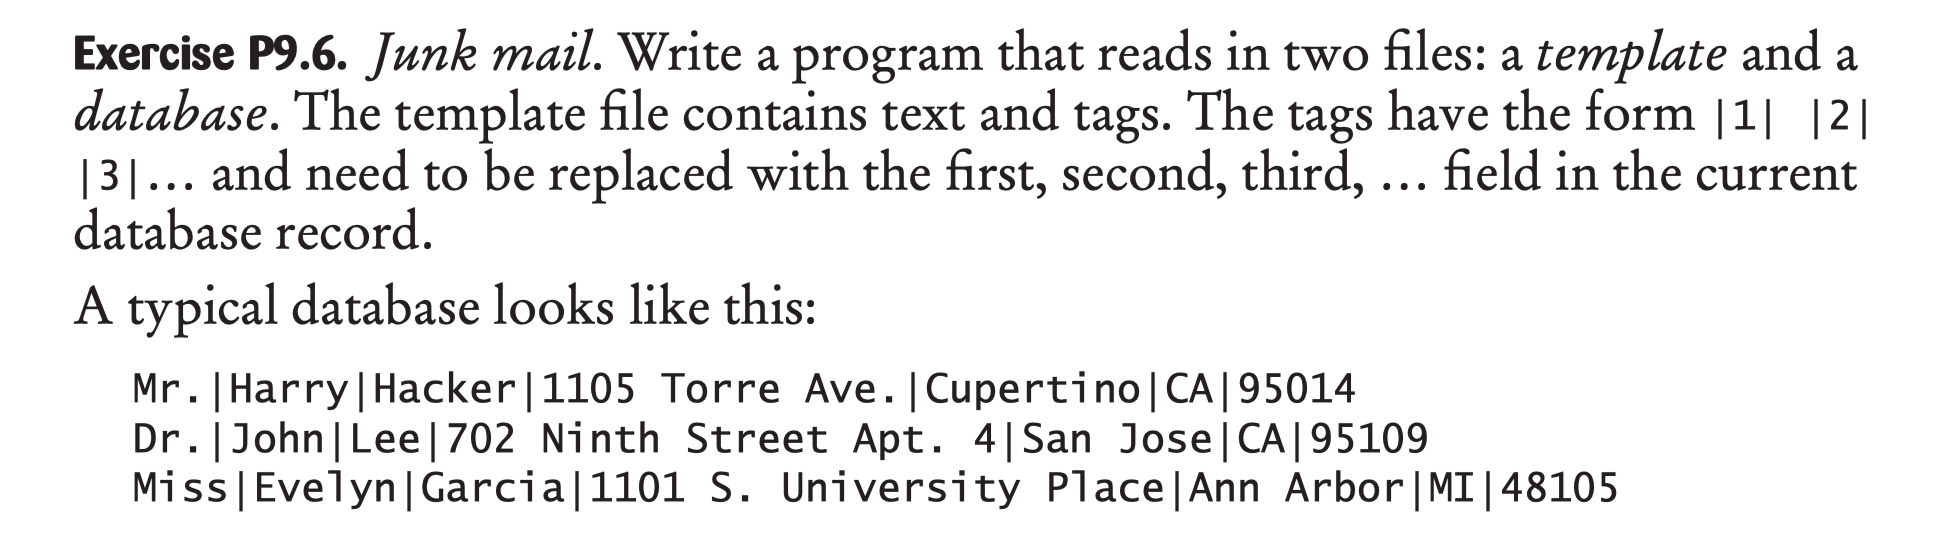 Exercise P9.6. Junk mail. Write a program that reads in two files: a template and a
database. The template file contains text and tags. The tags have the form |1| |2|
|3|... and need to be replaced with the first, second, third, ... field in the current
database record.
A typical database looks like this:
Mr.|Harry|Hacker|1105 Torre Ave.|Cupertino|CA|95014
Dr.|John|Lee|702 Ninth Street Apt. 4|San Jose|CA|95109
Miss|Evelyn|Garcia|1101 S. University Place|Ann Arbor|MI|48105